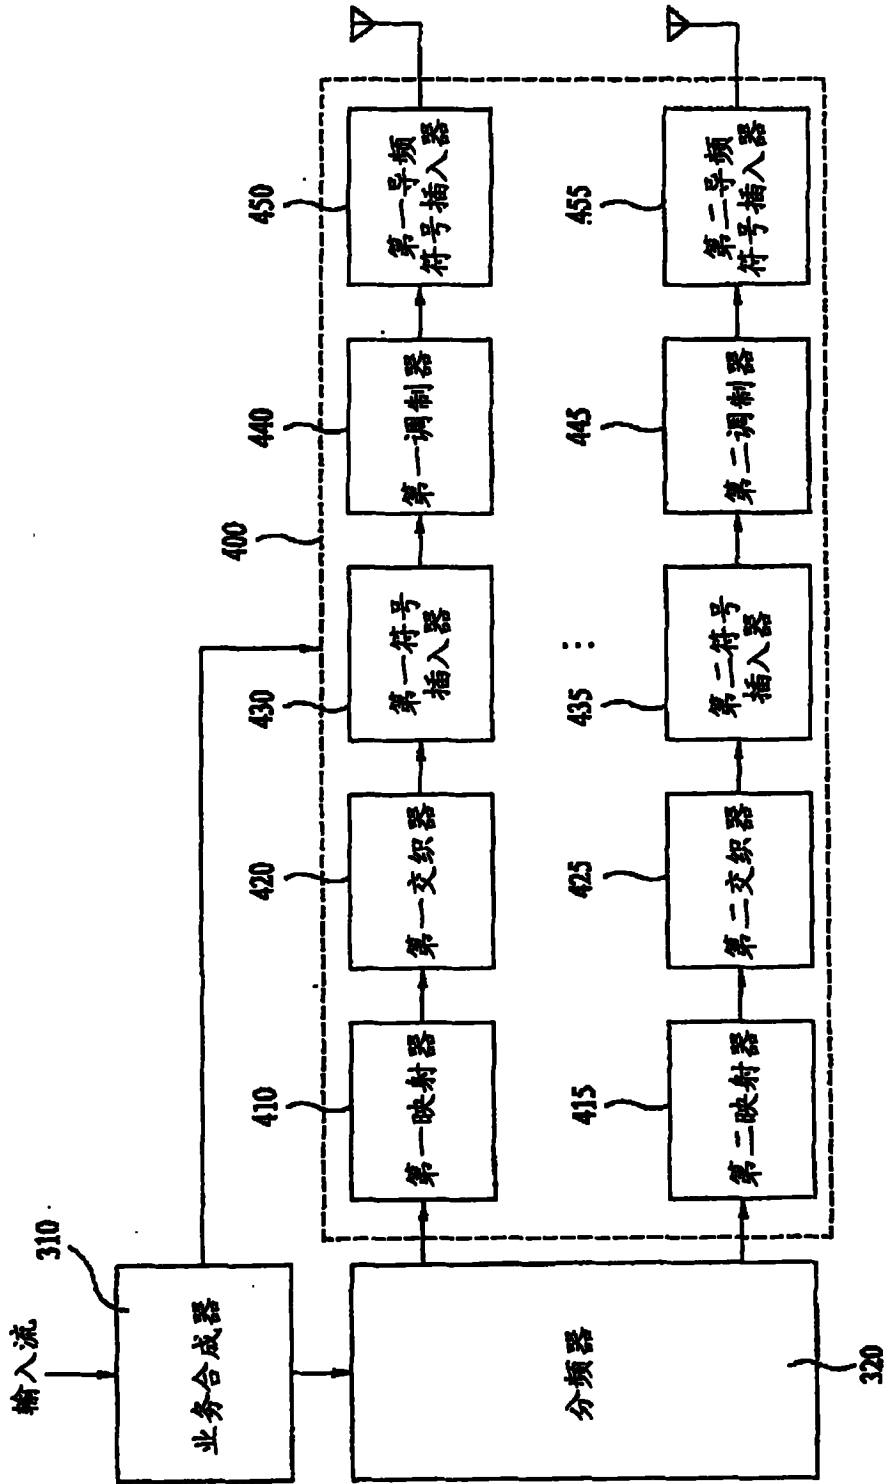 输入流
310
业务合成器
分频器
320
400
410
第一映射器
420
第一交织器
430
第一符号
插入器
440
第一调制器
450
第一导频
符号插入器
415
第二映射器
425
第二交织器
435
第二符号
插入器
445
第二调制器
455
第二导频
符号插入器